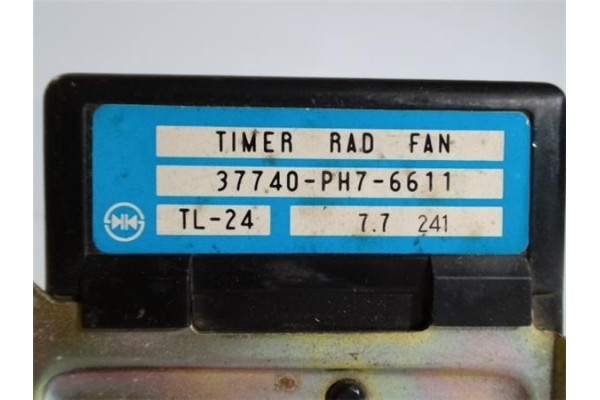 TIMER RAD FAN
37740-PH7-6611
TL-24 7.7 241